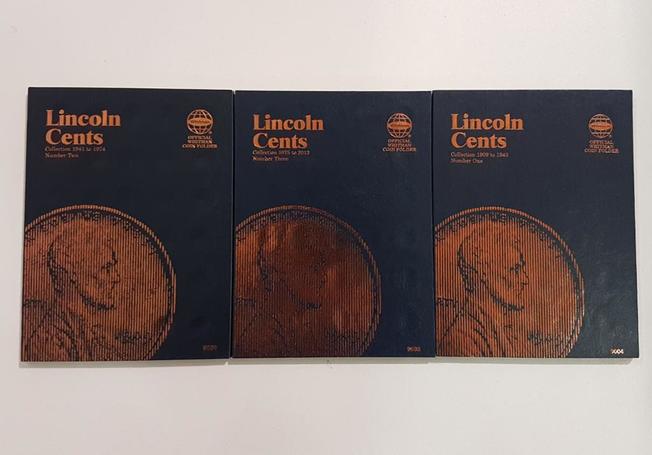 Lincoln
Cents
Collection 1941 to 1974
Number Two
OFFICIAL
WHITMAN
COIN FOLDER
Lincoln
Cents
Collection 1975 to 2013
Number Three
OFFICIAL
WHITMAN
COIN FOLDER
Lincoln
Cents
Collection 1909 to 1940
Number One
OFFICIAL
WHITMAN
COIN FOLDER
9004